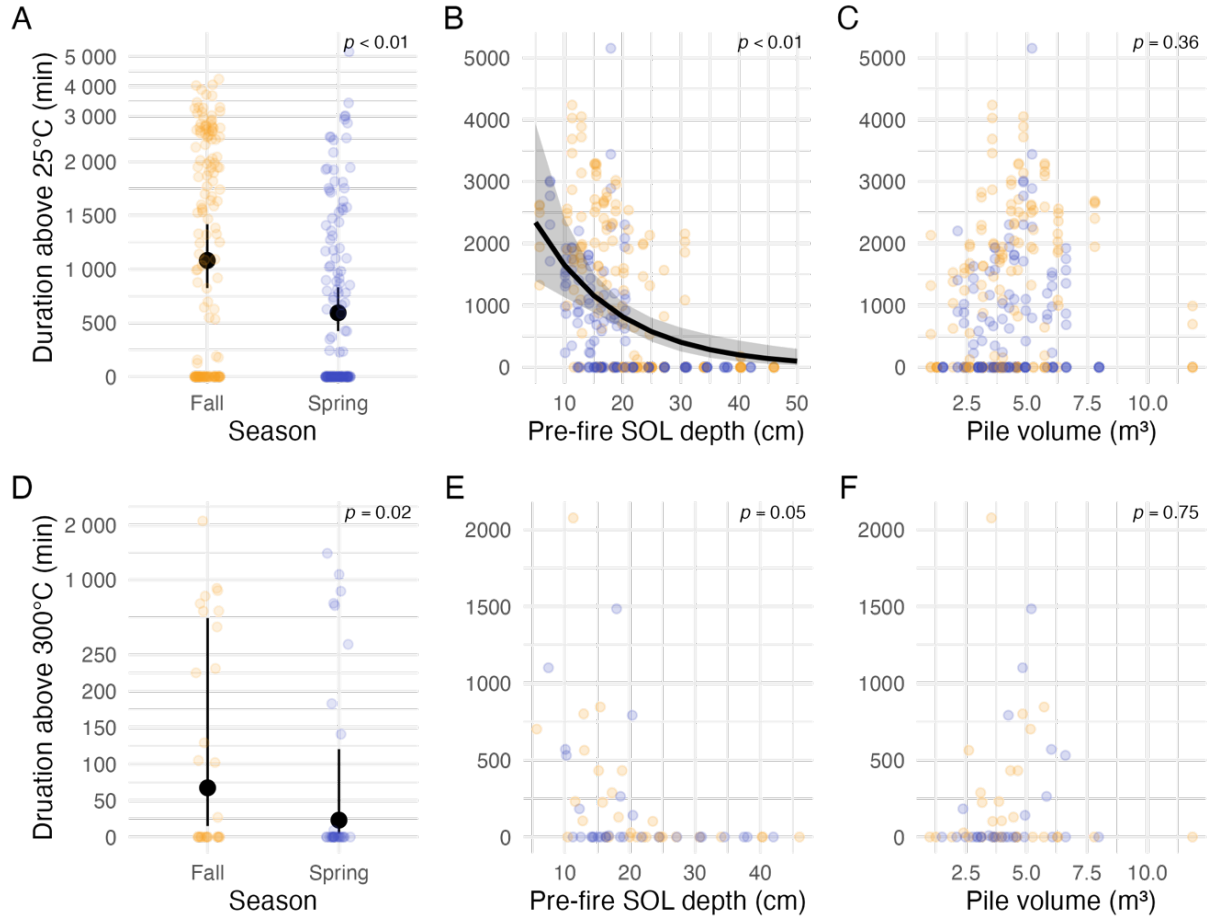 A
B
C
p < 0.01
p < 0.01
p = 0.36
Duration above 25°C (min)
5 000
4 000
3 000
2 000
1 500
1 000
500
0
Fall
Spring
Season
5000
4000
3000
2000
1000
0
10
20
30
40
50
Pre-fire SOL depth (cm)
5000
4000
3000
2000
1000
0
2.5
5.0
7.5
10.0
Pile volume (m³)
D
E
F
p = 0.02
p = 0.05
p = 0.75
Druation above 300°C (min)
2 000
1 000
250
200
150
100
50
0
Fall
Spring
Season
2000
1500
1000
500
0
10
20
30
40
Pre-fire SOL depth (cm)
2000
1500
1000
500
0
2.5
5.0
7.5
10.0
Pile volume (m³)